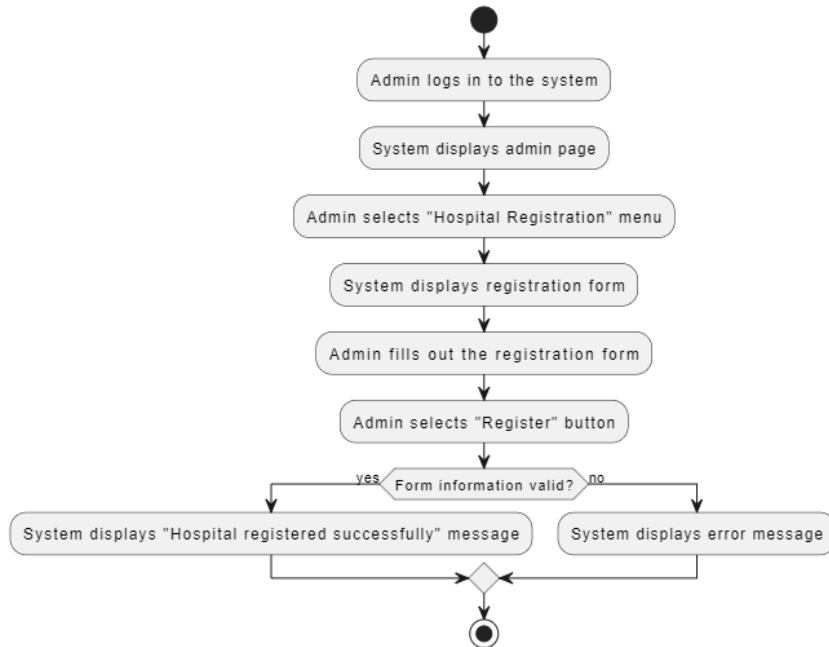 Admin logs in to the system
System displays admin page
Admin selects "Hospital Registration" menu
System displays registration form
Admin fills out the registration form
Admin selects "Register" button
yes
Form information valid?
no
System displays "Hospital registered successfully" message
System displays error message